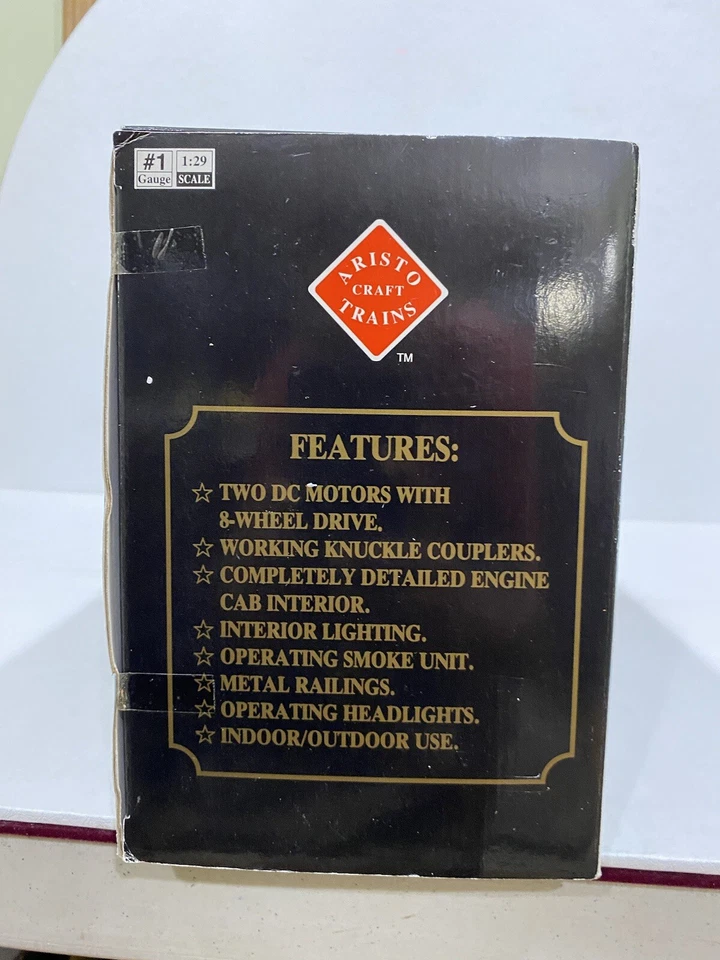 #1 1:29
Gauge SCALE
ARISTO
CRAFT
TRAINS
TM
FEATURES:
☆ TWO DC MOTORS WITH
8-WHEEL DRIVE.
☆ WORKING KNUCKLE COUPLERS.
☆ COMPLETELY DETAILED ENGINE
CAB INTERIOR.
☆ INTERIOR LIGHTING.
☆ OPERATING SMOKE UNIT.
☆ METAL RAILINGS.
☆ OPERATING HEADLIGHTS.
☆ INDOOR/OUTDOOR USE.